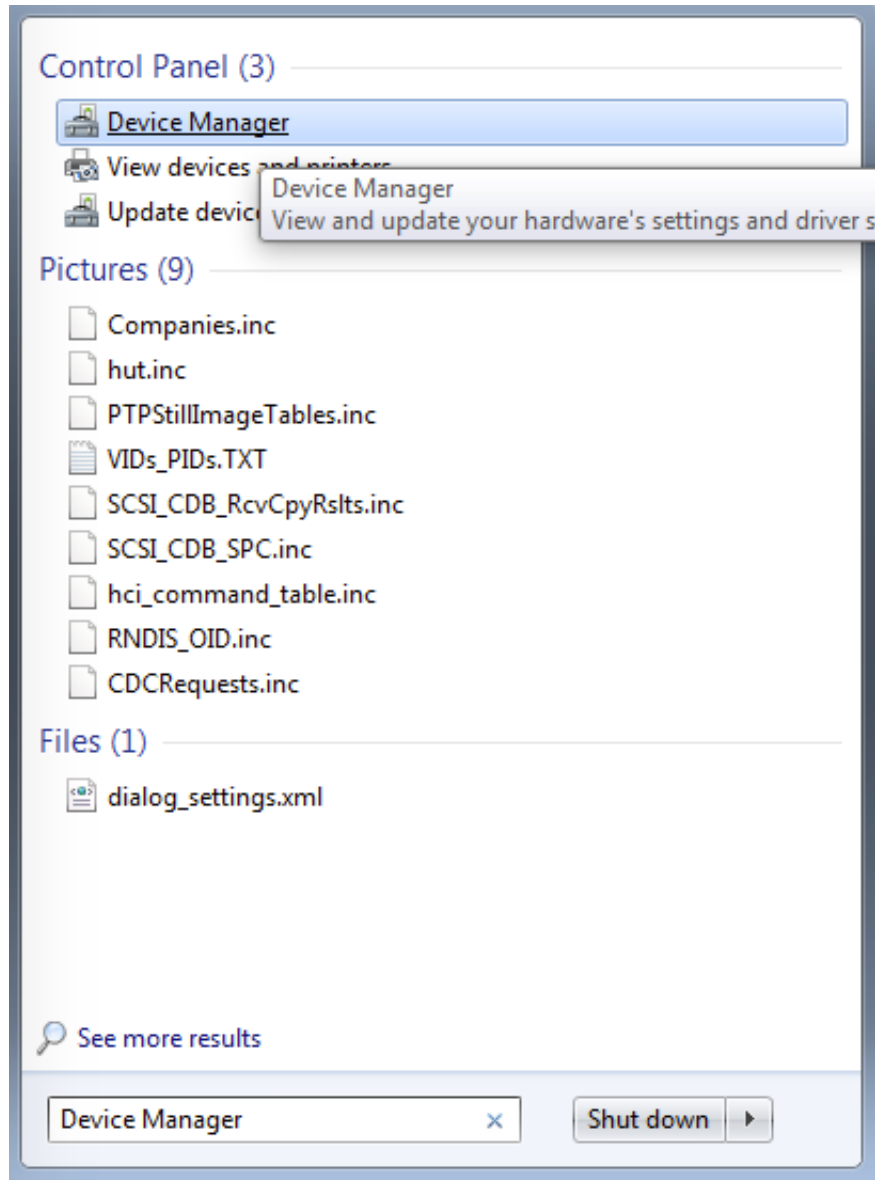 Control Panel (3)
Device Manager
View devices and printers
Update device
Device Manager
View and update your hardware's settings and driver s
Pictures (9)
Companies.inc
hut.inc
PTPStillImageTables.inc
VIDs_PIDs.TXT
SCSI_CDB_RcvCpyRslts.inc
SCSI_CDB_SPC.inc
hci_command_table.inc
RNDIS_OID.inc
CDCRequests.inc
Files (1)
dialog_settings.xml
See more results
Device Manager
Shut down